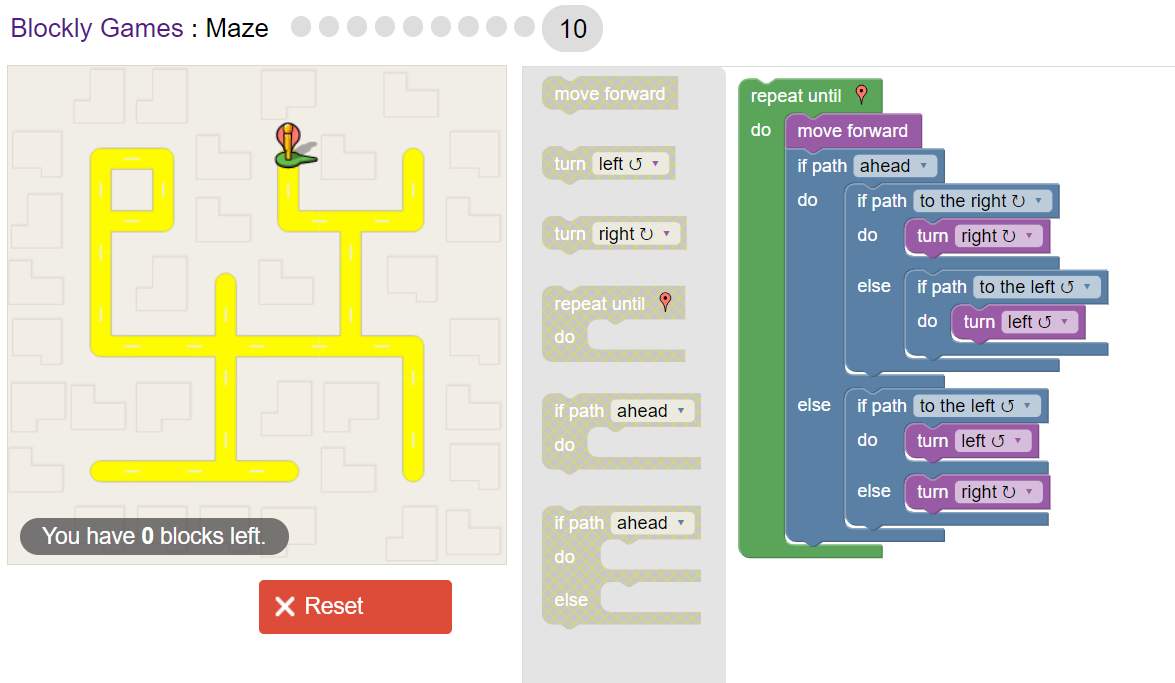 Blockly Games : Maze 10
You have 0 blocks left.
Reset
move forward
turn left ↺ ▾
turn right ↻ ▾
repeat until
do
if path ahead ▾
do
if path ahead ▾
do
else
repeat until
do move forward
if path ahead ▾
do if path to the right ↻ ▾
do turn right ↻ ▾
else if path to the left ↺ ▾
do turn left ↺ ▾
else if path to the left ↺ ▾
do turn left ↺ ▾
else turn right ↻ ▾